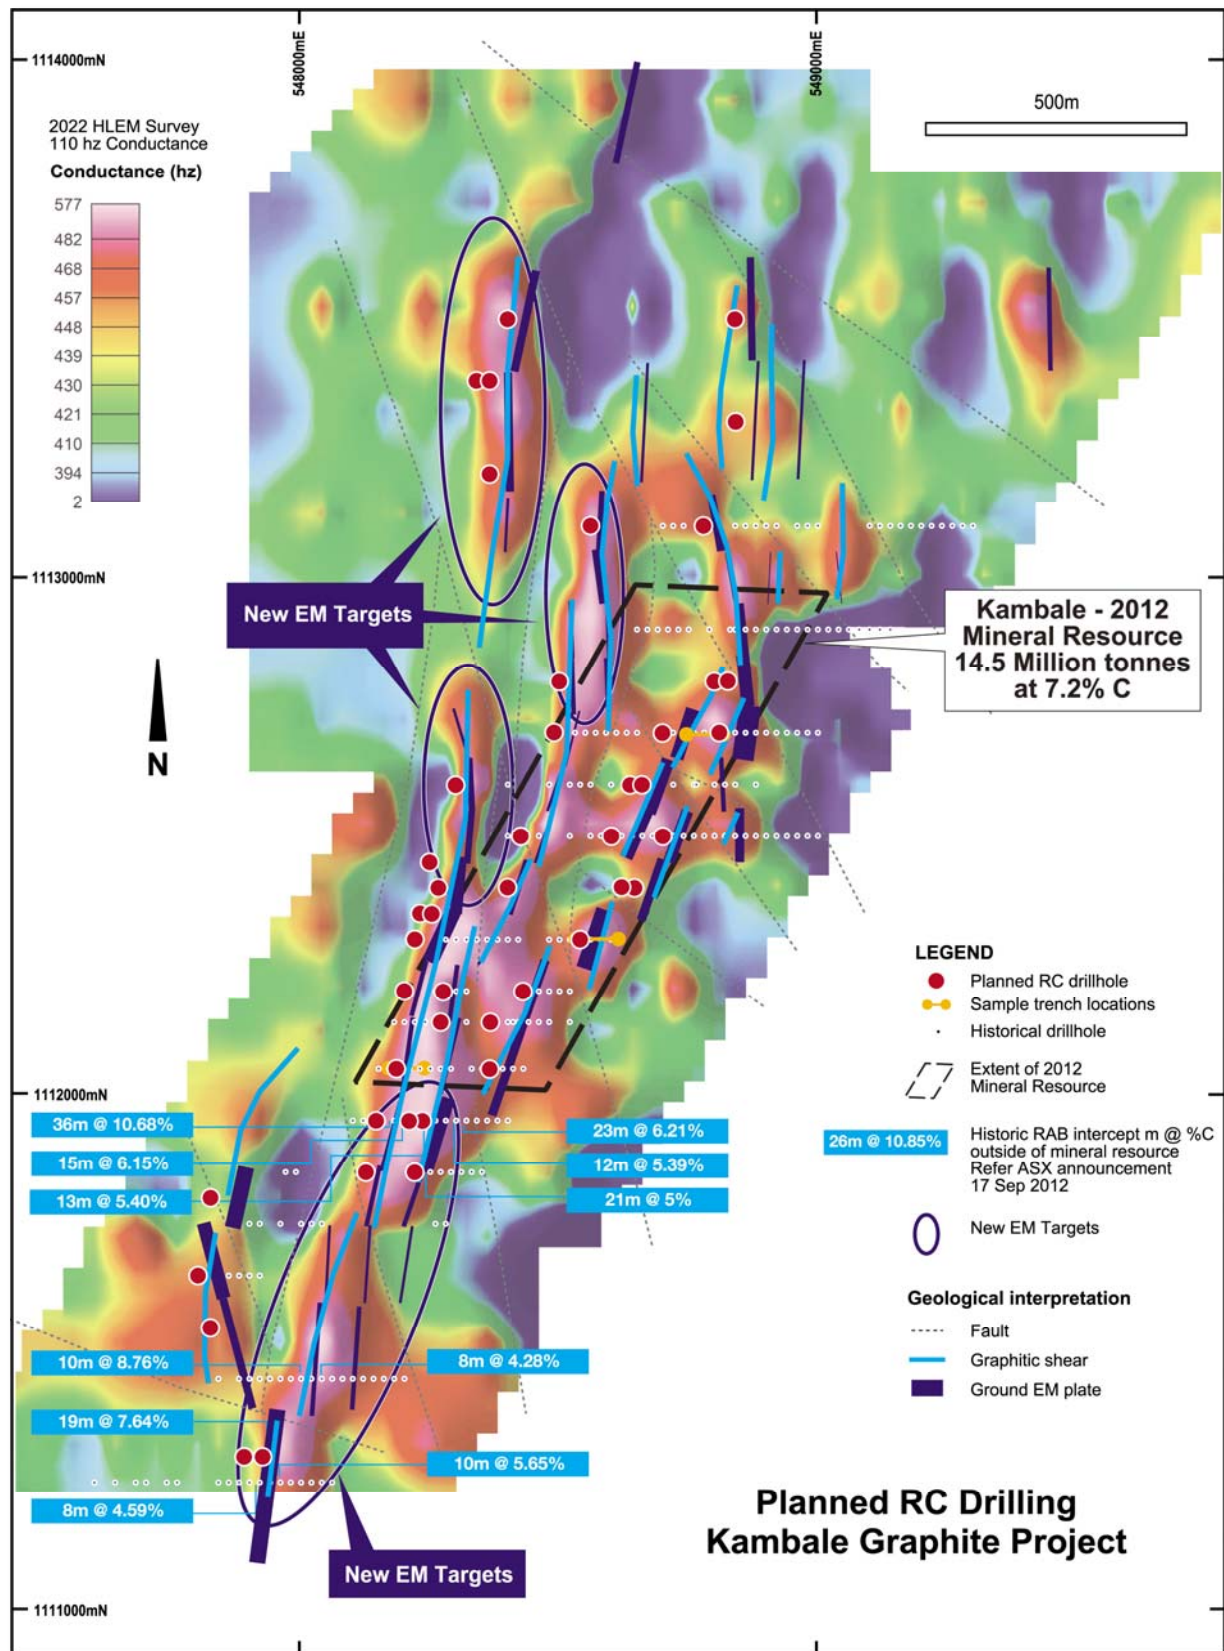 548000mE
549000mE
1114000mN
500m
2022 HLEM Survey
110 hz Conductance
Conductance (hz)
577
482
468
457
448
439
430
421
410
394
2
1113000mN
New EM Targets
Kambale - 2012
Mineral Resource
14.5 Million tonnes
at 7.2% C
N
LEGEND
Planned RC drillhole
Sample trench locations
Historical drillhole
Extent of 2012
Mineral Resource
26m @ 10.85%
Historic RAB intercept m @ %C
outside of mineral resource
Refer ASX announcement
17 Sep 2012
New EM Targets
Geological interpretation
Fault
Graphitic shear
Ground EM plate
1112000mN
36m @ 10.68%
15m @ 6.15%
13m @ 5.40%
23m @ 6.21%
12m @ 5.39%
21m @ 5%
10m @ 8.76%
8m @ 4.28%
19m @ 7.64%
10m @ 5.65%
8m @ 4.59%
New EM Targets
Planned RC Drilling
Kambale Graphite Project
1111000mN